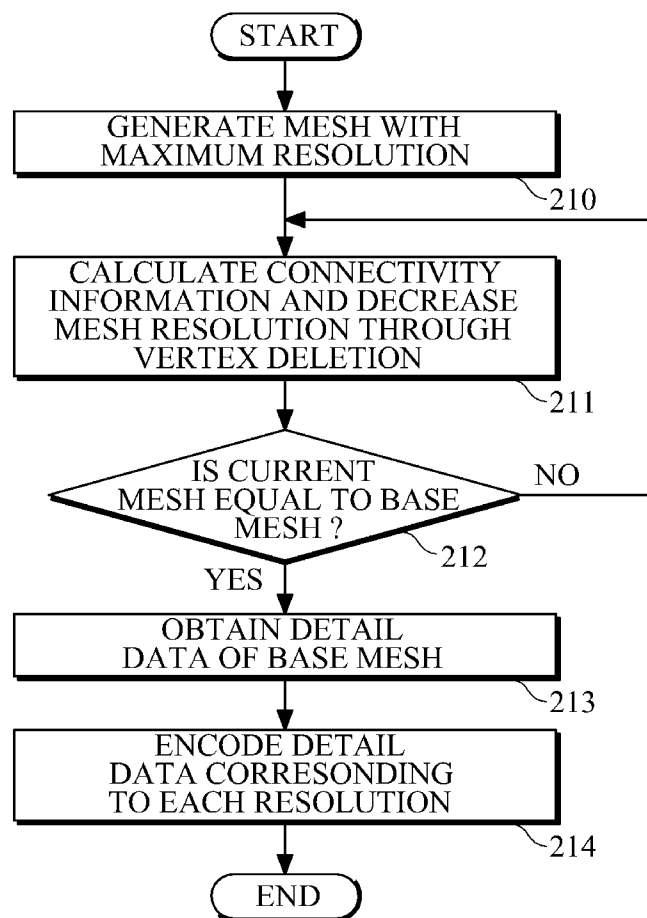 START
GENERATE MESH WITH
MAXIMUM RESOLUTION
210
CALCULATE CONNECTIVITY
INFORMATION AND DECREASE
MESH RESOLUTION THROUGH
VERTEX DELETION
211
IS CURRENT
MESH EQUAL TO BASE
MESH ?
NO
212
YES
OBTAIN DETAIL
DATA OF BASE MESH
213
ENCODE DETAIL
DATA CORRESONDING
TO EACH RESOLUTION
214
END